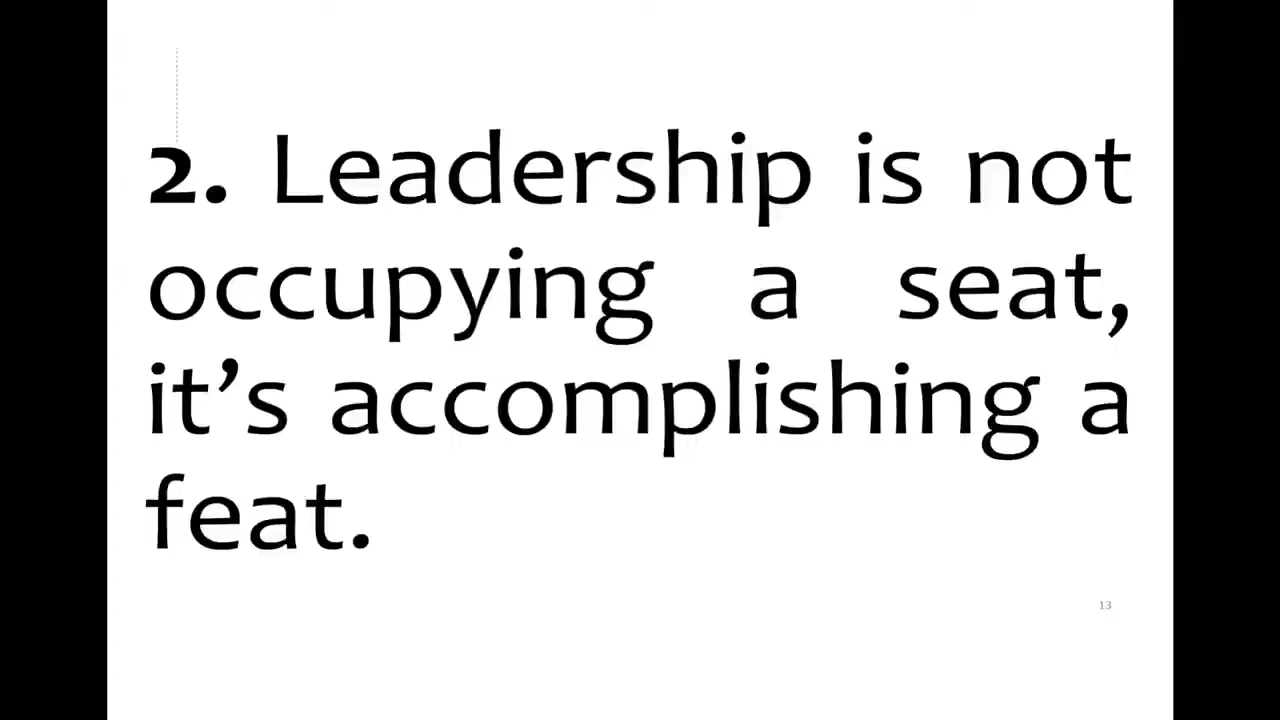 2. Leadership is not
occupying a seat,
it’s accomplishing a
feat.
13